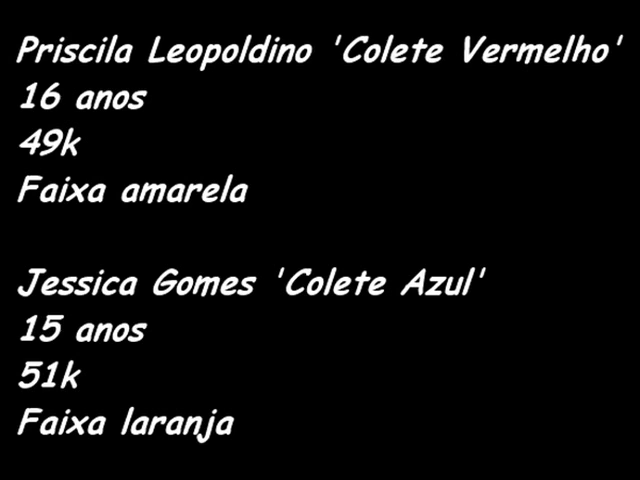 Priscila Leopoldino 'Colete Vermelho'
16 anos
49k
Faixa amarela
Jessica Gomes 'Colete Azul'
15 anos
51k
Faixa laranja